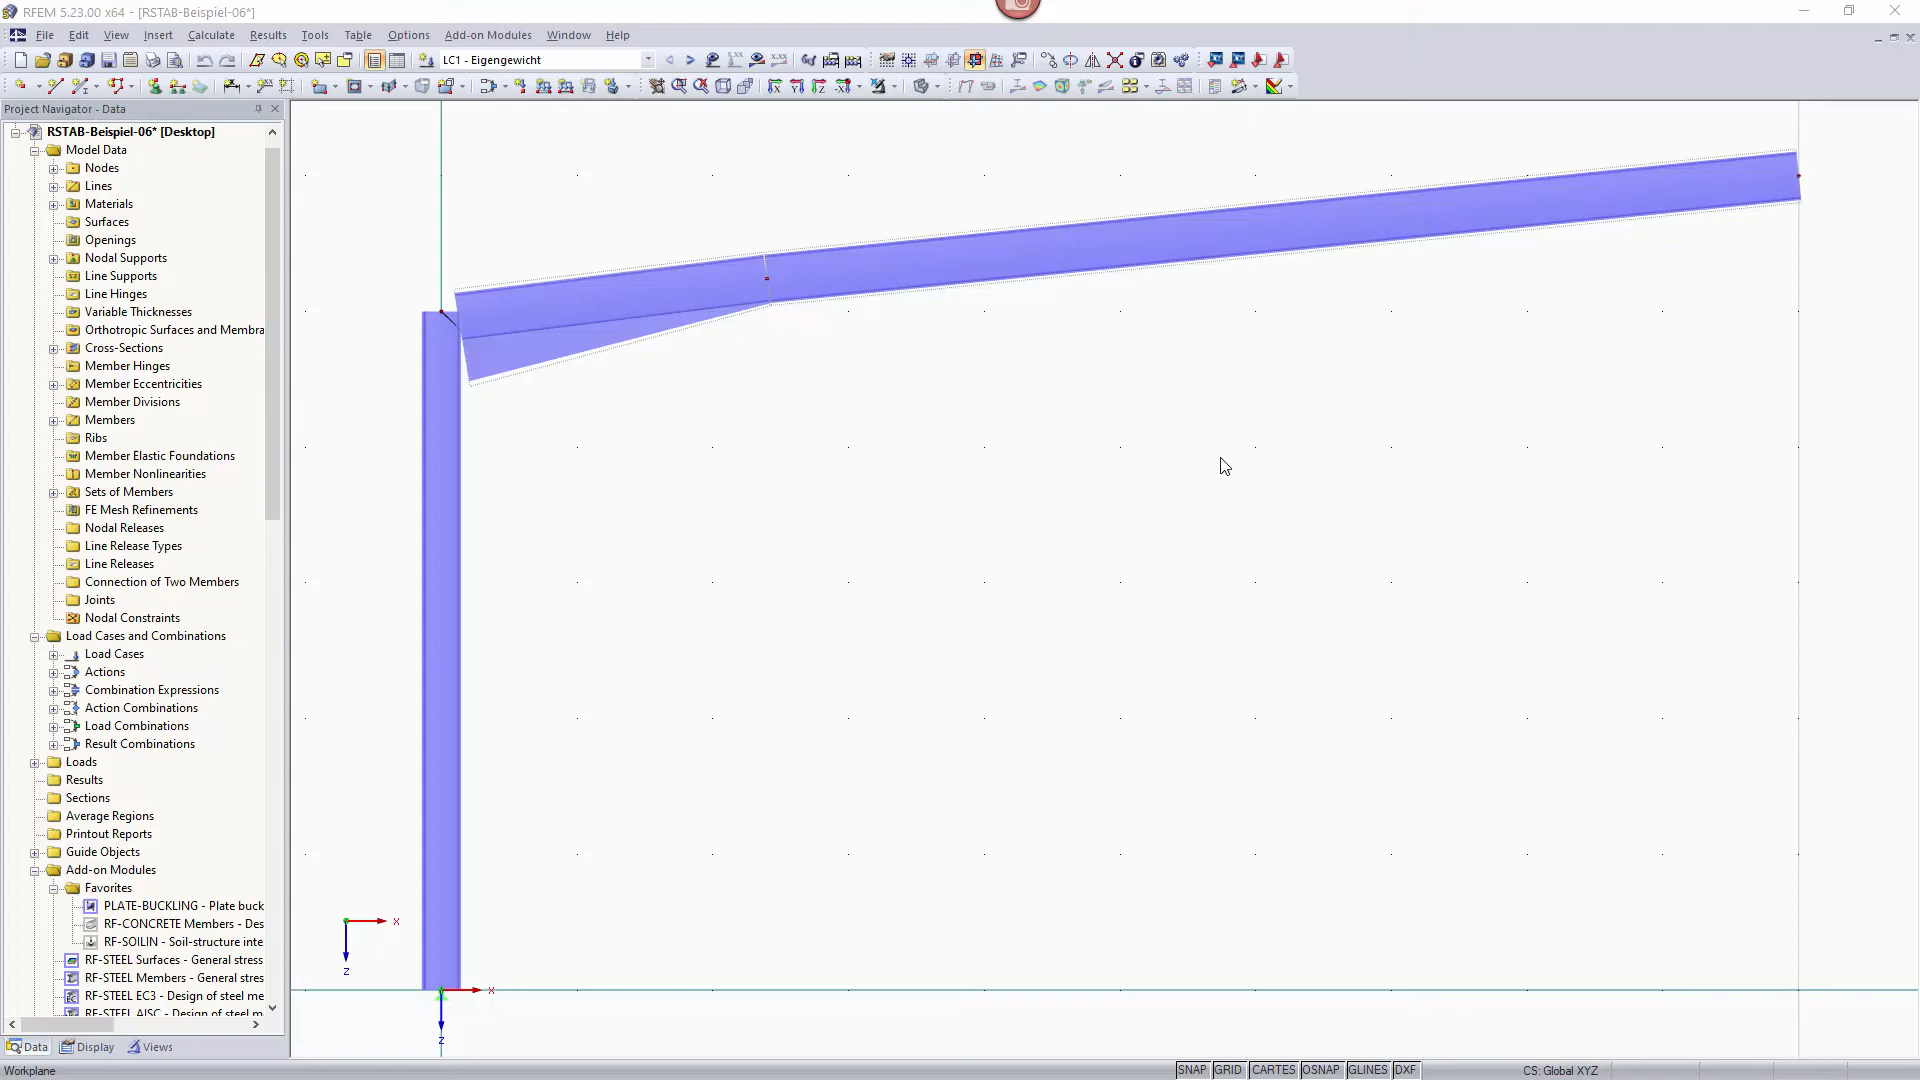 RFEM 5.23.00 x64 - [RSTAB-Beispiel-06*]
File Edit View Insert Calculate Results Tools Table Options Add-on Modules Window Help
LC1 - Eigengewicht
Project Navigator - Data
RSTAB-Beispiel-06* [Desktop]
Model Data
Nodes
Lines
Materials
Surfaces
Openings
Nodal Supports
Line Supports
Line Hinges
Variable Thicknesses
Orthotropic Surfaces and Membra
Cross-Sections
Member Hinges
Member Eccentricities
Member Divisions
Members
Ribs
Member Elastic Foundations
Member Nonlinearities
Sets of Members
FE Mesh Refinements
Nodal Releases
Line Release Types
Line Releases
Connection of Two Members
Joints
Nodal Constraints
Load Cases and Combinations
Load Cases
Actions
Combination Expressions
Action Combinations
Load Combinations
Result Combinations
Loads
Results
Sections
Average Regions
Printout Reports
Guide Objects
Add-on Modules
Favorites
PLATE-BUCKLING - Plate buck
RF-CONCRETE Members - Des
RF-SOILIN - Soil-structure inte
RF-STEEL Surfaces - General stress
RF-STEEL Members - General stress
RF-STEEL EC3 - Design of steel me
RF-STEEL AISC - Design of steel m
X
Z
X
Z
Data Display Views
Workplane
SNAP GRID CARTES OSNAP GLINES DXF CS: Global XYZ